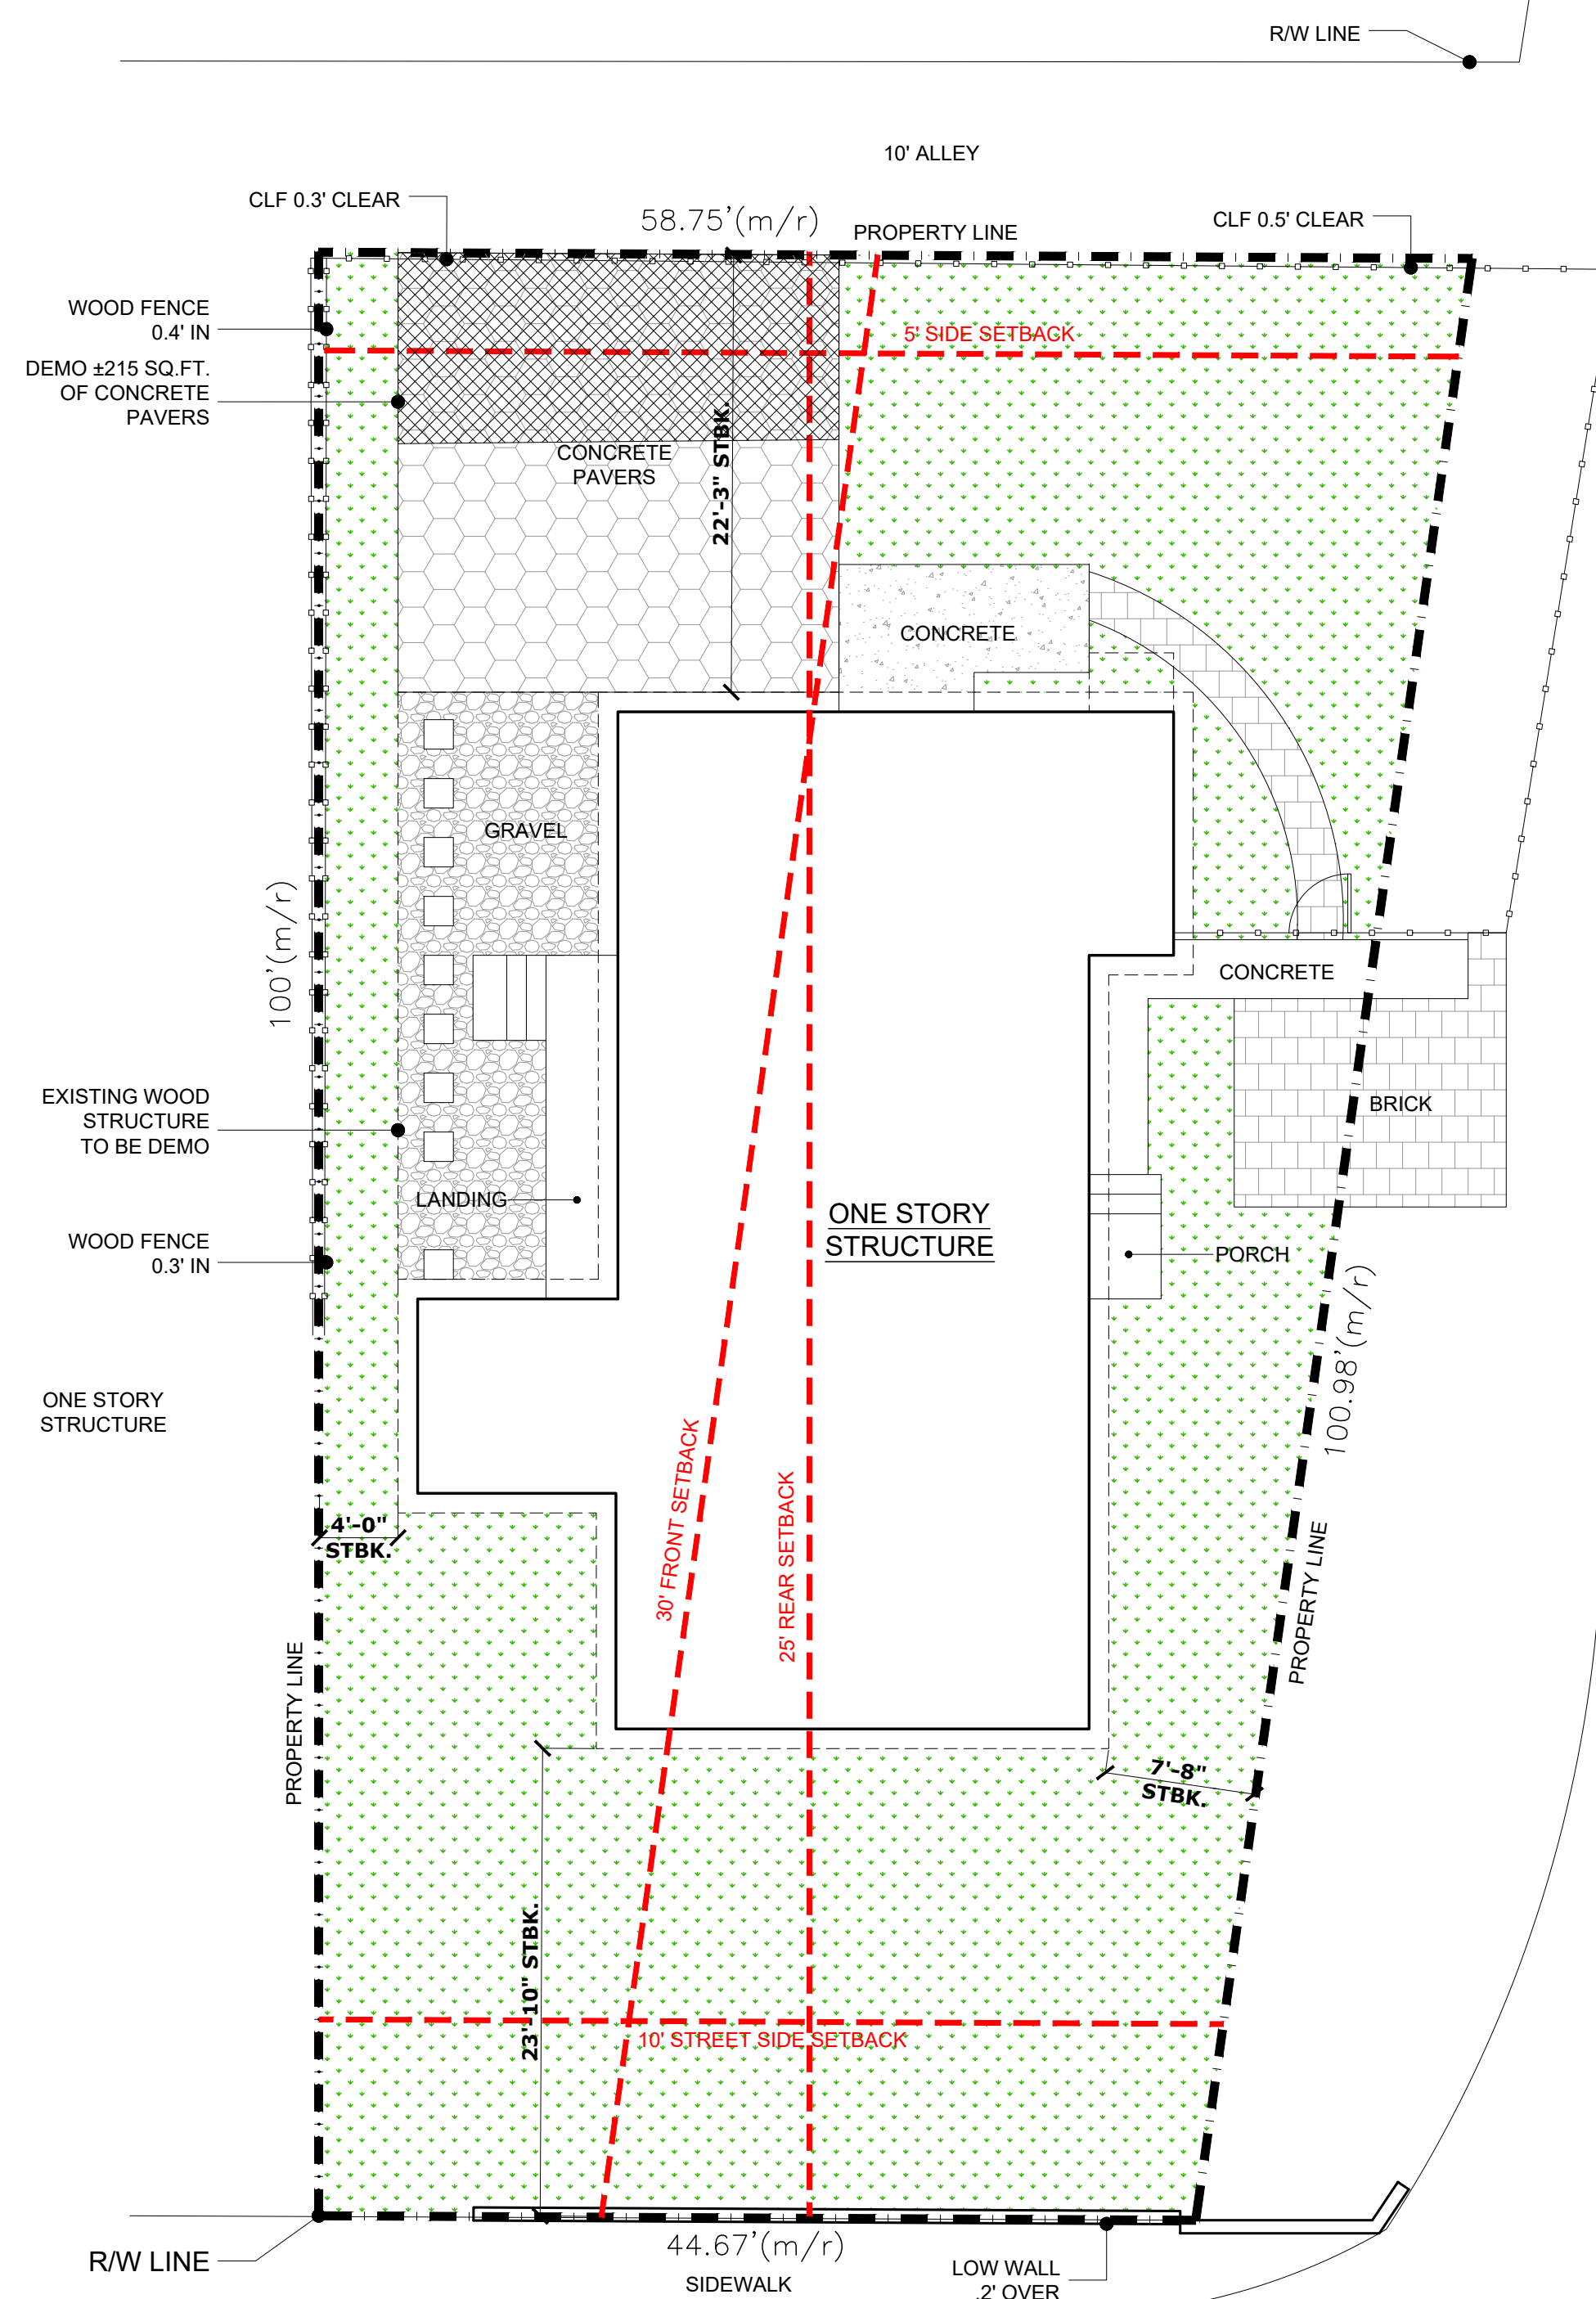 R/W LINE
10' ALLEY
CLF 0.3' CLEAR
58.75'(m/r)
PROPERTY LINE
CLF 0.5' CLEAR
WOOD FENCE
0.4' IN
5' SIDE SETBACK
DEMO ±215 SQ.FT.
OF CONCRETE
PAVERS
CONCRETE
PAVERS
22'-3" STBK.
CONCRETE
GRAVEL
100'(m/r)
CONCRETE
EXISTING WOOD
STRUCTURE
TO BE DEMO
BRICK
LANDING
ONE STORY
STRUCTURE
WOOD FENCE
0.3' IN
PORCH
100.98'(m/r)
ONE STORY
STRUCTURE
30' FRONT SETBACK
25' REAR SETBACK
4'-0"
STBK.
PROPERTY LINE
PROPERTY LINE
7'-8"
STBK.
23'-10" STBK.
10' STREET SIDE SETBACK
R/W LINE
44.67'(m/r)
SIDEWALK
LOW WALL
.2' OVER